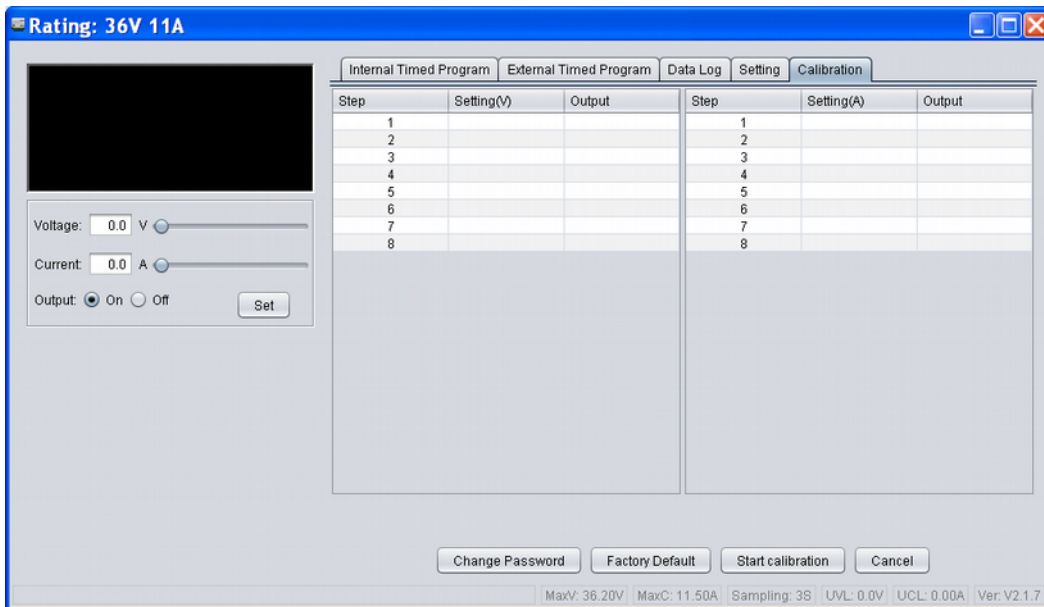 Rating: 36V 11A
Internal Timed Program External Timed Program Data Log Setting Calibration
Step Setting(V) Output Step Setting(A) Output
1 1
2 2
3 3
4 4
5 5
6 6
7 7
8 8
Voltage: 0.0 V
Current: 0.0 A
Output: On Off Set
Change Password Factory Default Start calibration Cancel
MaxV: 36.20V MaxC: 11.50A Sampling: 3S UVL: 0.0V UCL: 0.00A Ver: V2.1.7